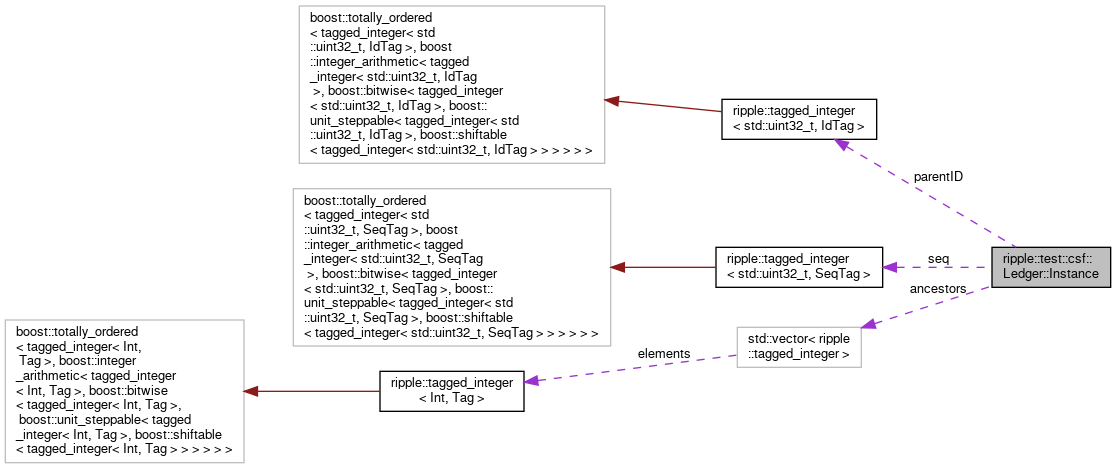 boost::totally_ordered
< tagged_integer< std
::uint32_t, IdTag >, boost
::integer_arithmetic< tagged
_integer< std::uint32_t, IdTag
>, boost::bitwise< tagged_integer
< std::uint32_t, IdTag >, boost::
unit_steppable< tagged_integer< std
::uint32_t, IdTag >, boost::shiftable
< tagged_integer< std::uint32_t, IdTag > > > > > >
ripple::tagged_integer
< std::uint32_t, IdTag >
parentID
boost::totally_ordered
< tagged_integer< std
::uint32_t, SeqTag >, boost
::integer_arithmetic< tagged
_integer< std::uint32_t, SeqTag
>, boost::bitwise< tagged_integer
< std::uint32_t, SeqTag >, boost::
unit_steppable< tagged_integer< std
::uint32_t, SeqTag >, boost::shiftable
< tagged_integer< std::uint32_t, SeqTag > > > > > >
ripple::tagged_integer
< std::uint32_t, SeqTag >
seq
ripple::test::csf::
Ledger::Instance
ancestors
std::vector< ripple
::tagged_integer >
elements
ripple::tagged_integer
< Int, Tag >
boost::totally_ordered
< tagged_integer< Int,
Tag >, boost::integer
_arithmetic< tagged_integer
< Int, Tag >, boost::bitwise
< tagged_integer< Int, Tag >,
boost::unit_steppable< tagged
_integer< Int, Tag >, boost::shiftable
< tagged_integer< Int, Tag > > > > > >